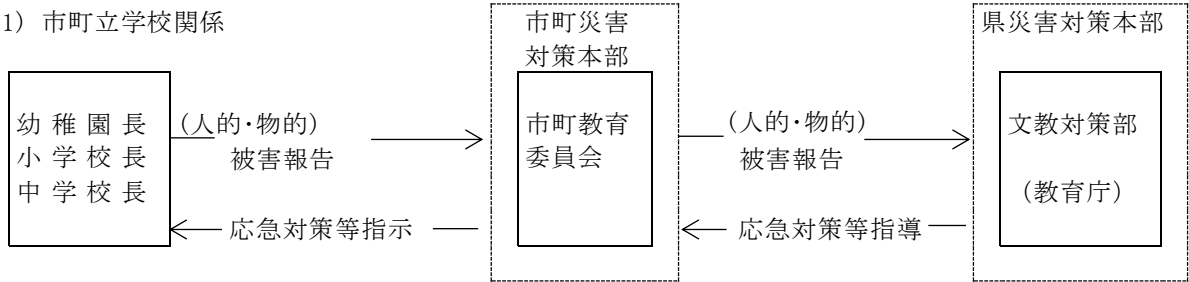 1) 市町立学校関係
市町災害
対策本部
県災害対策本部
幼稚園長
小学校長
中学校長
(人的・物的)
被害報告
応急対策等指示
市町教育
委員会
(人的・物的)
被害報告
応急対策等指導
文教対策部
(教育庁)